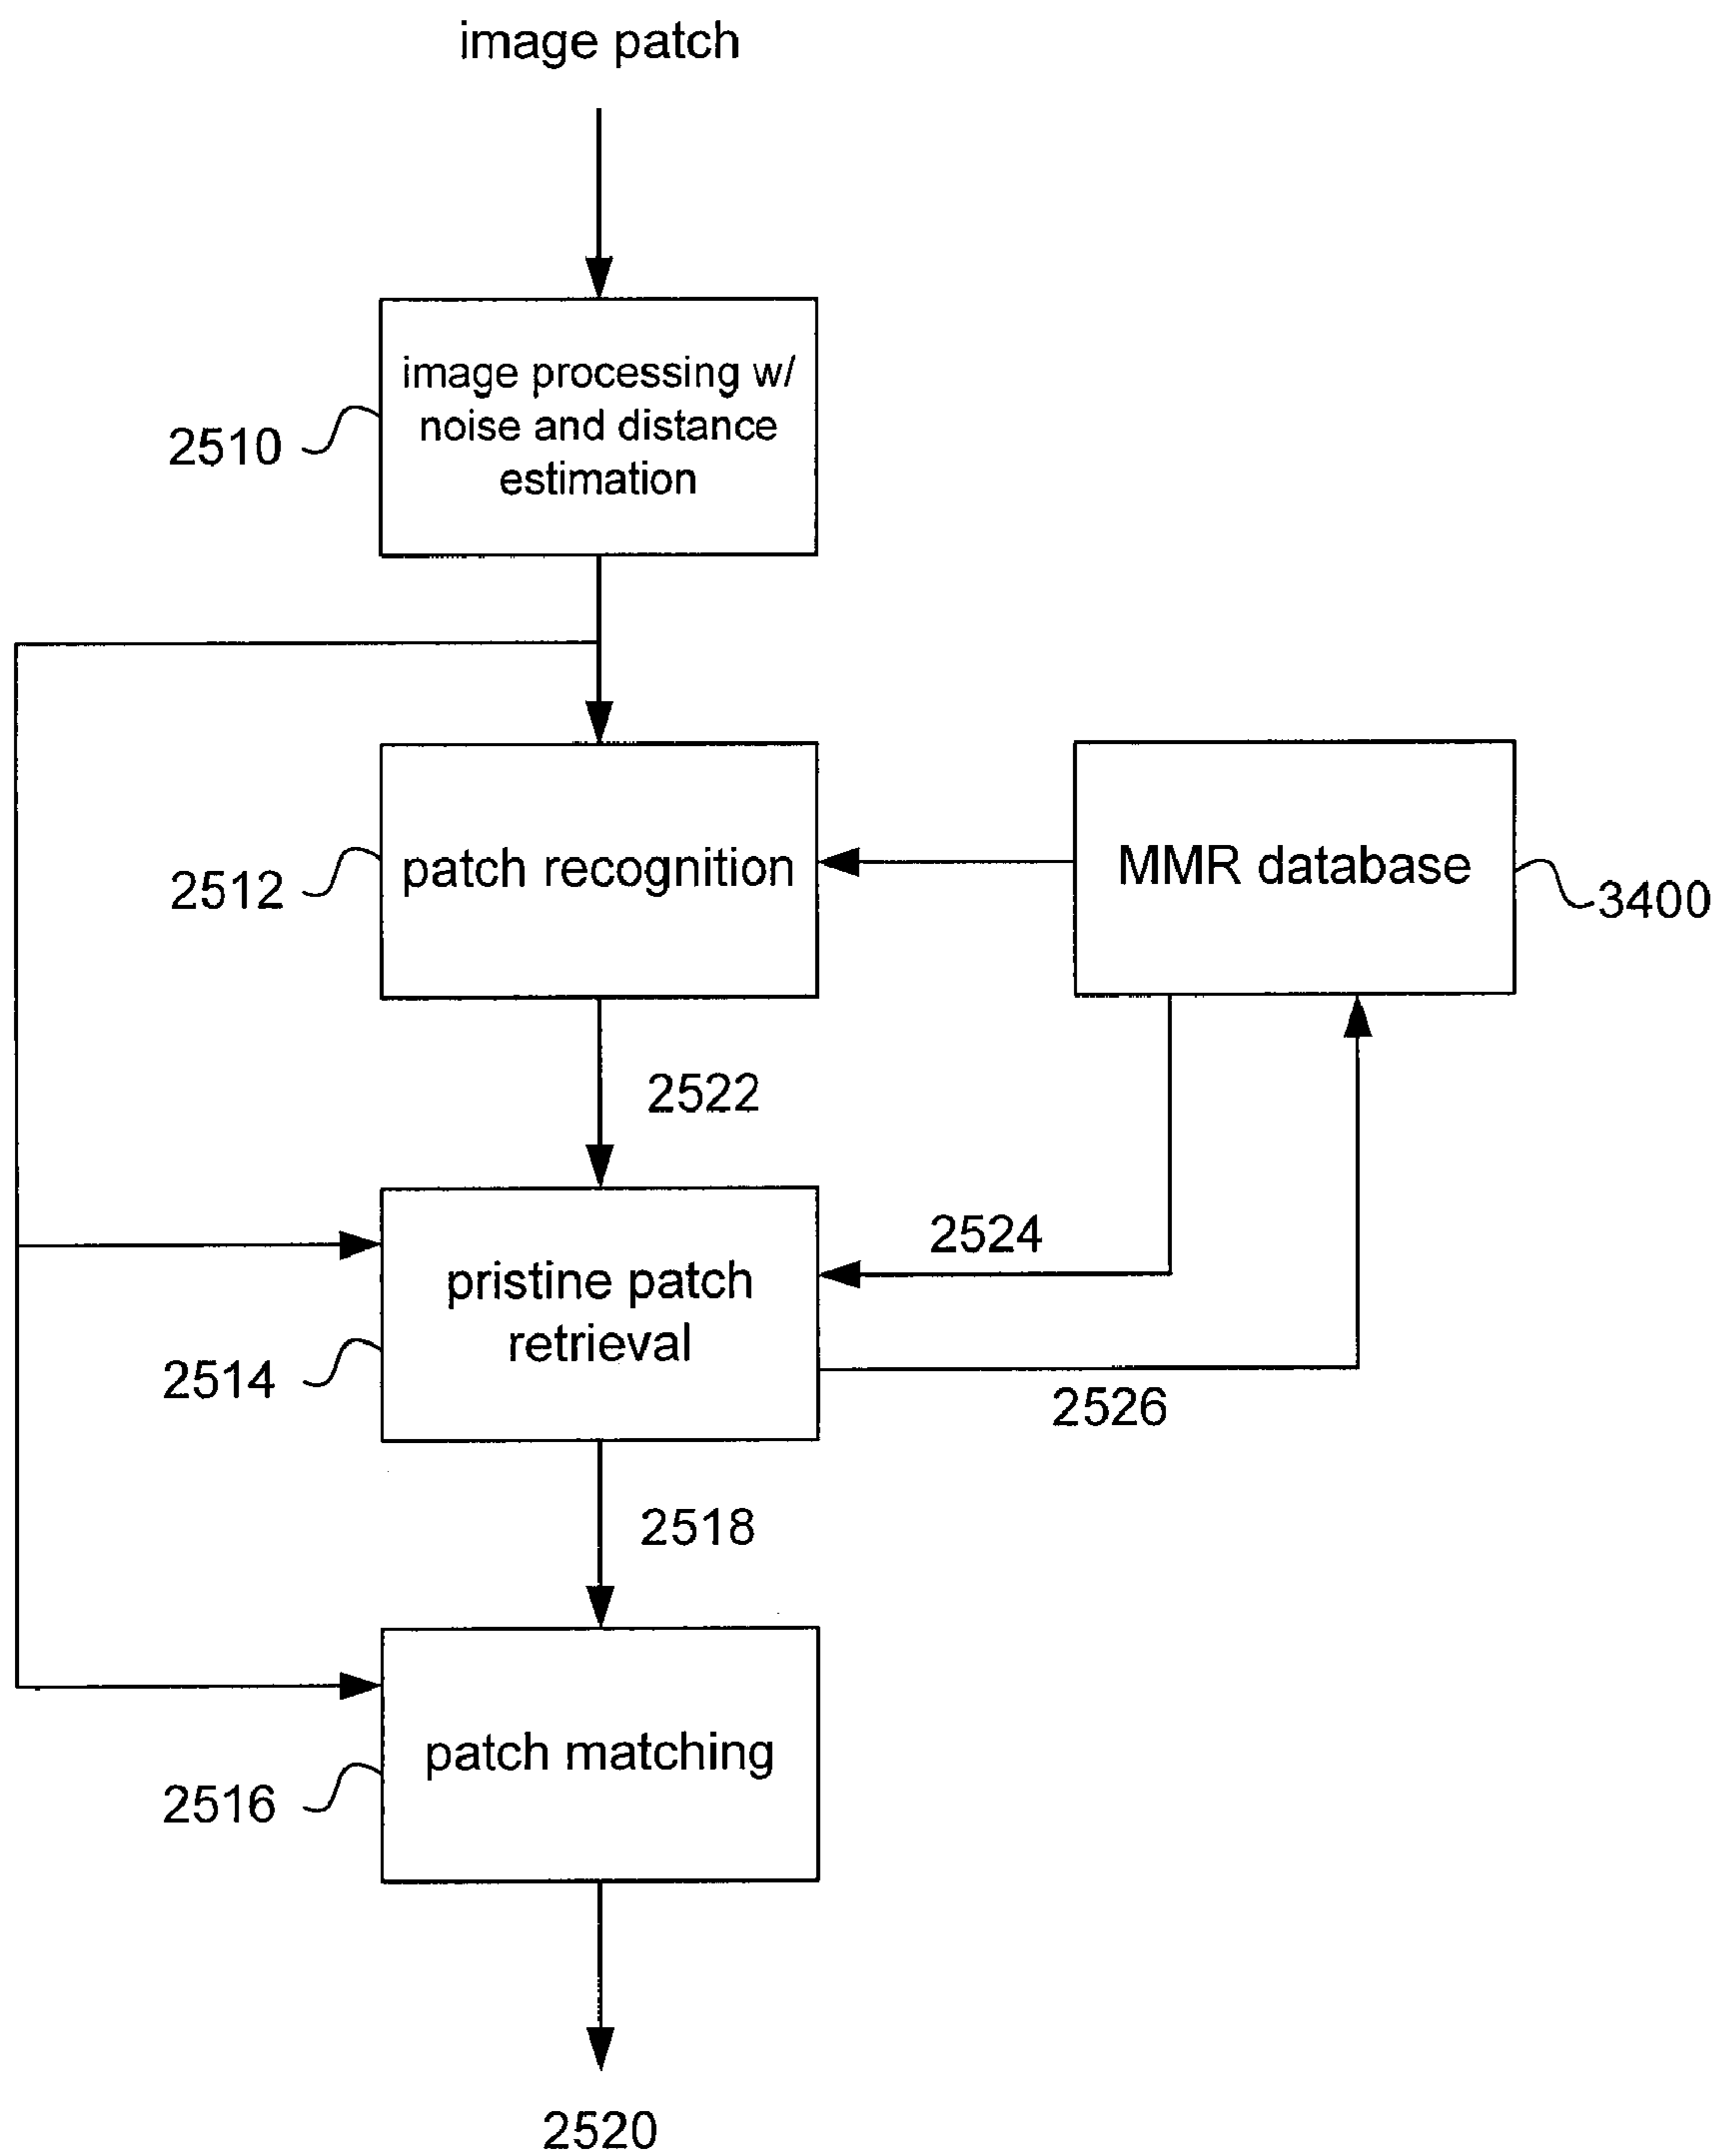 image patch
image processing w/
noise and distance
estimation
2510
patch recognition
2512
MMR database
3400
2522
pristine patch
retrieval
2514
2524
2526
2518
patch matching
2516
2520